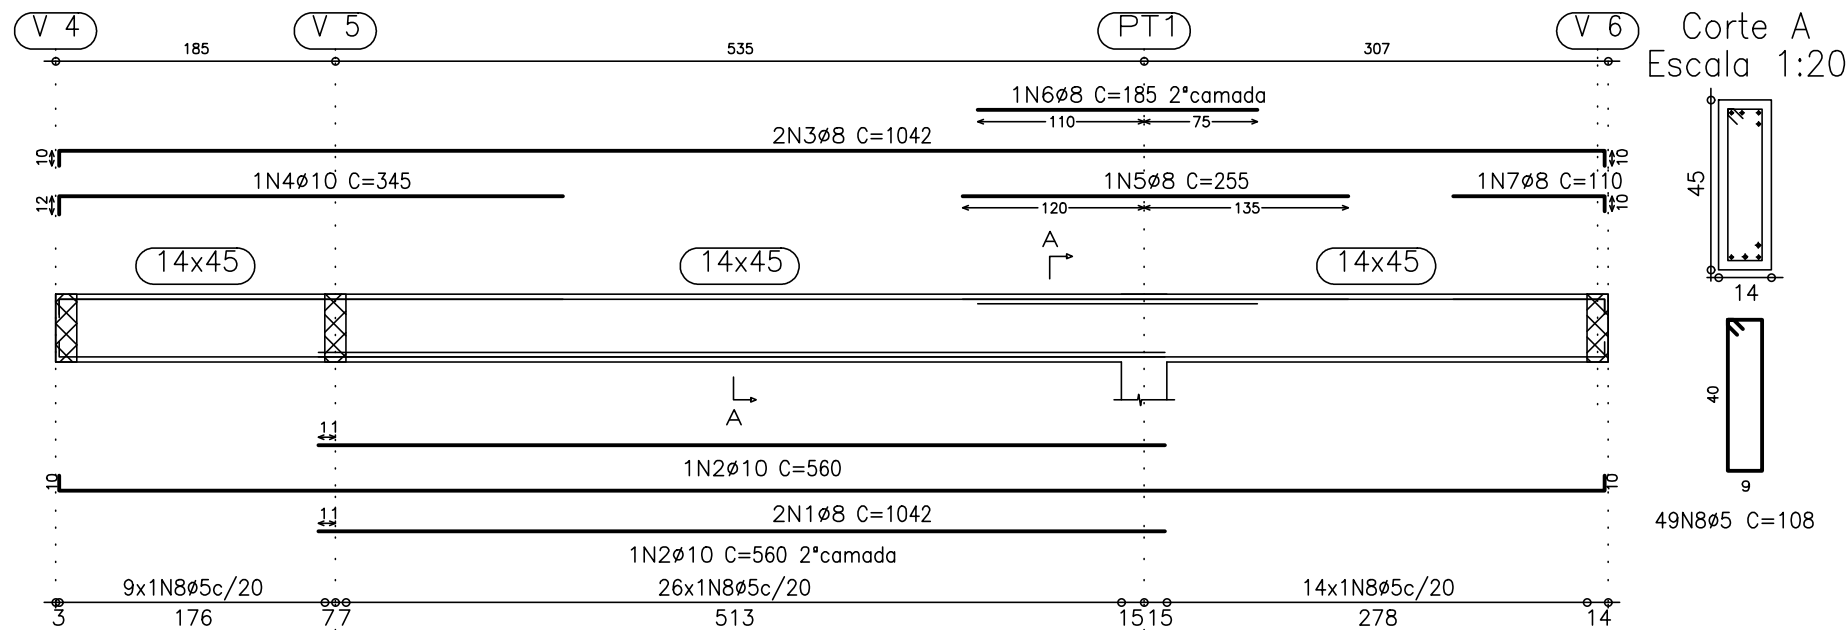 V 4 V 5 PT1 V 6
Corte A
Escala 1:20
185 535 307
1N6ø8 C=185 2ªcamada
110 75
2N3ø8 C=1042
10 10
1N4ø10 C=345 1N5ø8 C=255 1N7ø8 C=110
12 120 135 10
45
14
14x45 14x45 14x45
A
A
11
1N2ø10 C=560
10 10
2N1ø8 C=1042
11
1N2ø10 C=560 2ªcamada
40
9
49N8ø5 C=108
9x1N8ø5c/20 26x1N8ø5c/20 14x1N8ø5c/20
3 176 77 513 1515 278 14